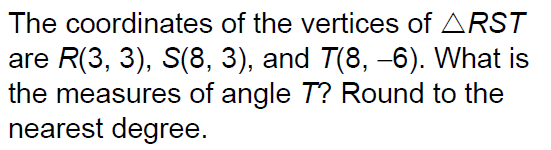 The coordinates of the vertices of △RST
are R(3, 3), S(8, 3), and T(8, –6). What is
the measures of angle T? Round to the
nearest degree.